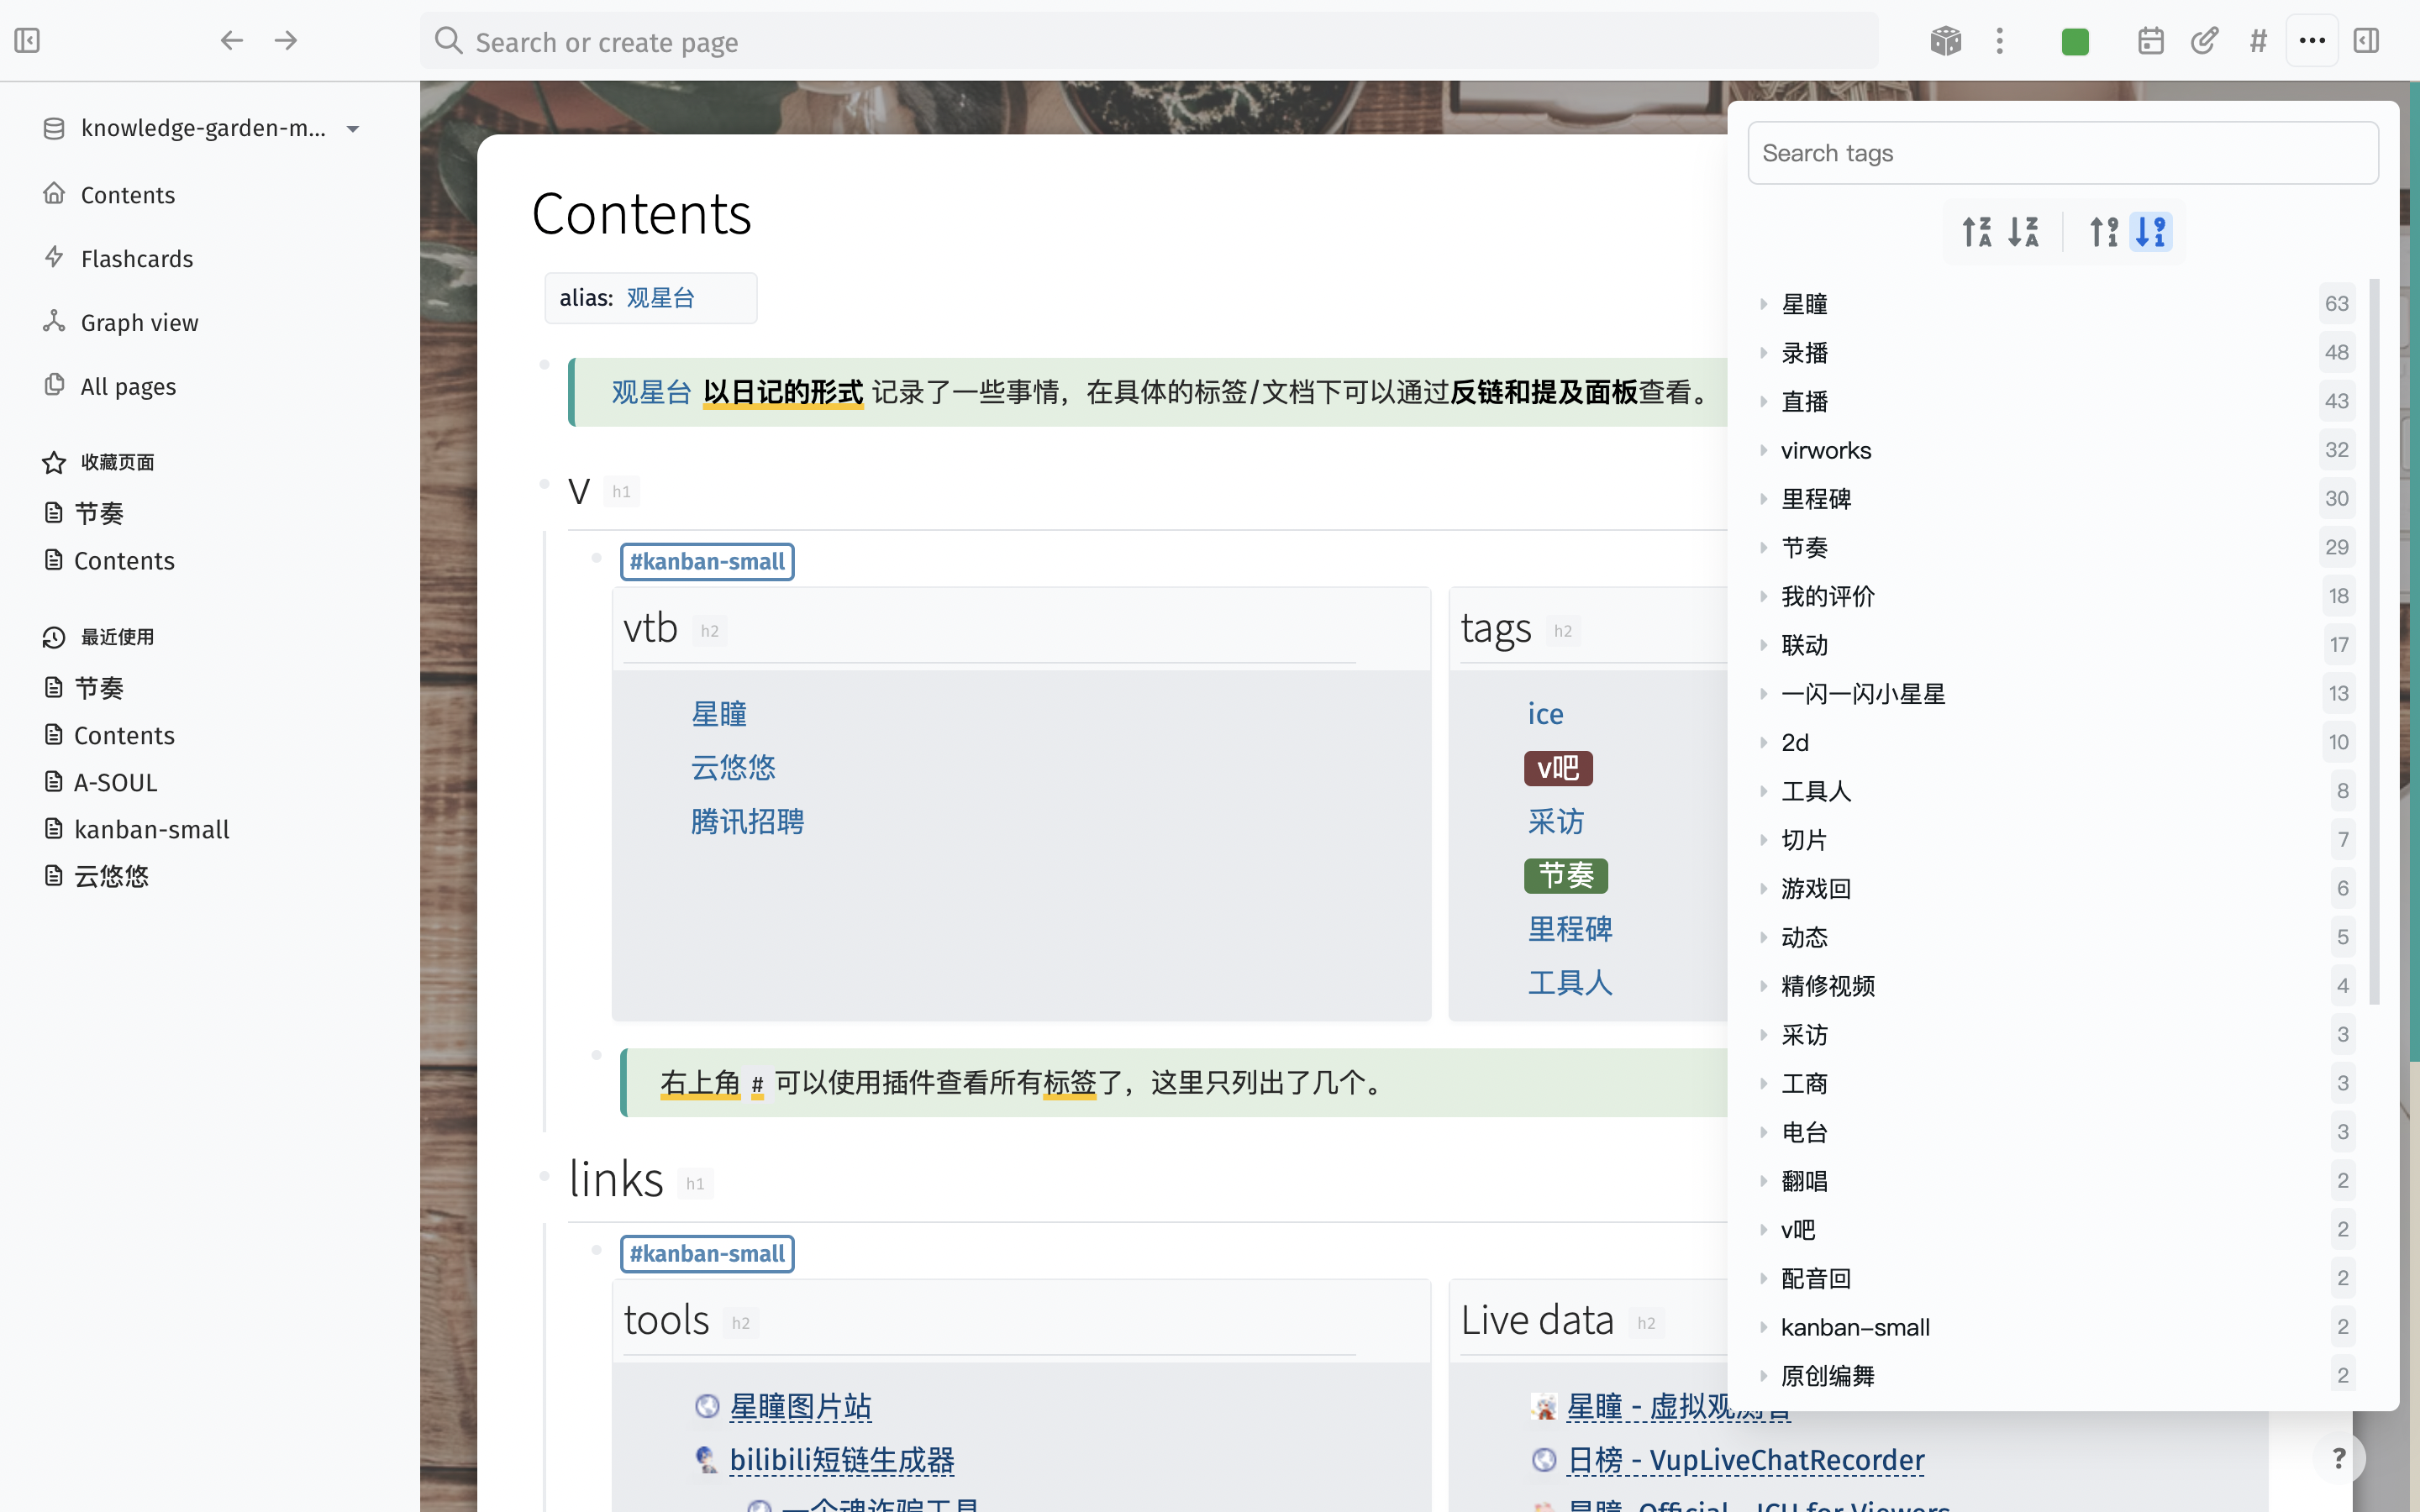 Search or create page
#
knowledge-garden-m...
Contents
Flashcards
Graph view
All pages
收藏页面
节奏
Contents
最近使用
节奏
Contents
A-SOUL
kanban-small
云悠悠
Contents
alias: 观星台
观星台 以日记的形式 记录了一些事情，在具体的标签/文档下可以通过反链和提及面板查看。
V h1
#kanban-small
vtb h2
星瞳
云悠悠
腾讯招聘
tags h2
ice
v吧
采访
节奏
里程碑
工具人
右上角 # 可以使用插件查看所有标签了，这里只列出了几个。
links h1
#kanban-small
tools h2
星瞳图片站
bilibili短链生成器
Live data h2
星瞳 - 虚拟观
日榜 - VupLiveChatRecorder
Search tags
星瞳 63
录播 48
直播 43
virworks 32
里程碑 30
节奏 29
我的评价 18
联动 17
一闪一闪小星星 13
2d 10
工具人 8
切片 7
游戏回 6
动态 5
精修视频 4
采访 3
工商 3
电台 3
翻唱 2
v吧 2
配音回 2
kanban-small 2
原创编舞 2
?